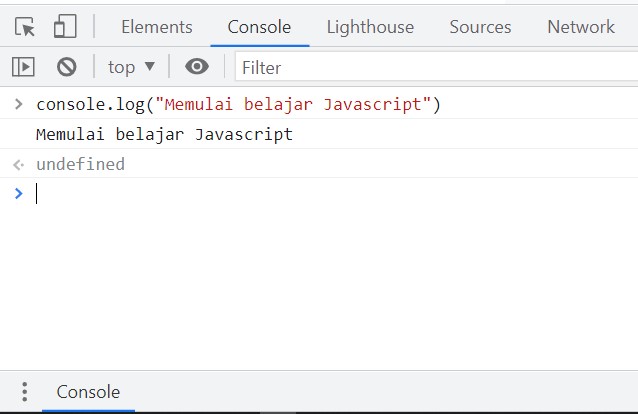 Elements Console Lighthouse Sources Network
top Filter
console.log("Memulai belajar Javascript")
Memulai belajar Javascript
undefined
Console